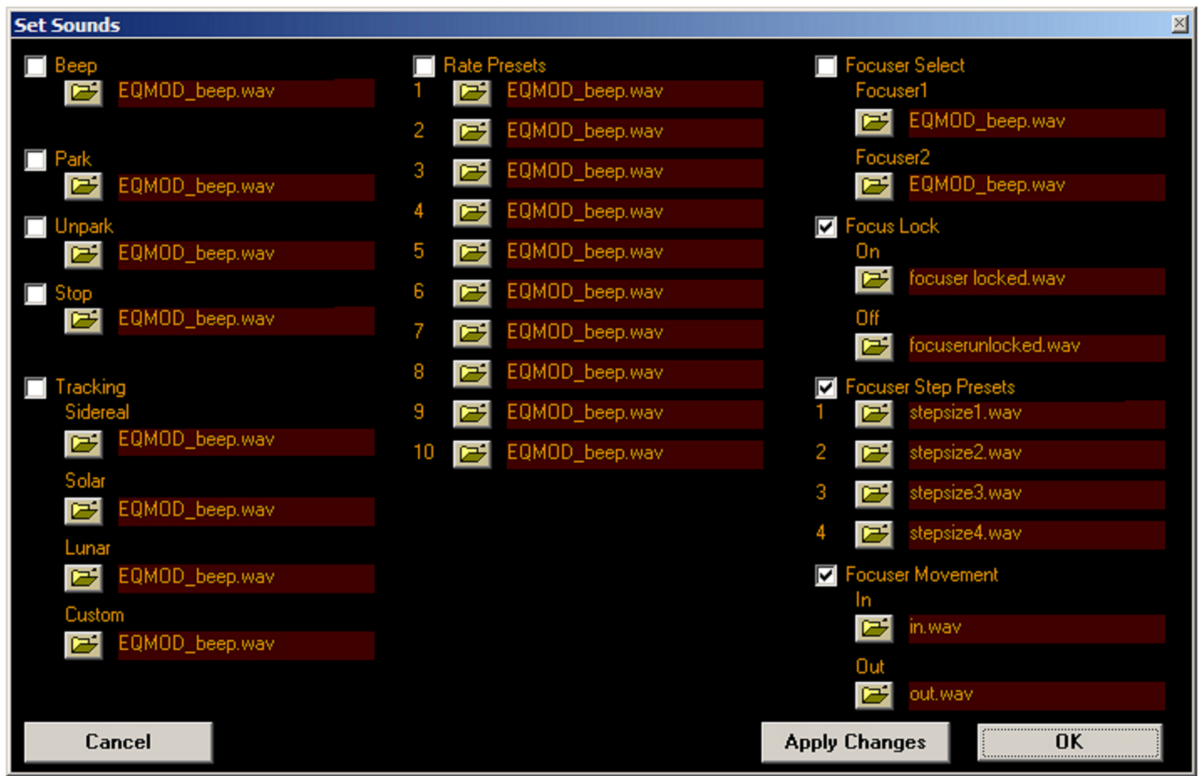 Set Sounds
Beep
EQMOD_beep.wav
Park
EQMOD_beep.wav
Unpark
EQMOD_beep.wav
Stop
EQMOD_beep.wav
Tracking
Sidereal
EQMOD_beep.wav
Solar
EQMOD_beep.wav
Lunar
EQMOD_beep.wav
Custom
EQMOD_beep.wav
Rate Presets
1 EQMOD_beep.wav
2 EQMOD_beep.wav
3 EQMOD_beep.wav
4 EQMOD_beep.wav
5 EQMOD_beep.wav
6 EQMOD_beep.wav
7 EQMOD_beep.wav
8 EQMOD_beep.wav
9 EQMOD_beep.wav
10 EQMOD_beep.wav
Focuser Select
Focuser1
EQMOD_beep.wav
Focuser2
EQMOD_beep.wav
Focus Lock
On
focuser locked.wav
Off
focuserunlocked.wav
Focuser Step Presets
1 stepsize1.wav
2 stepsize2.wav
3 stepsize3.wav
4 stepsize4.wav
Focuser Movement
In
in.wav
Out
out.wav
Cancel
Apply Changes
OK